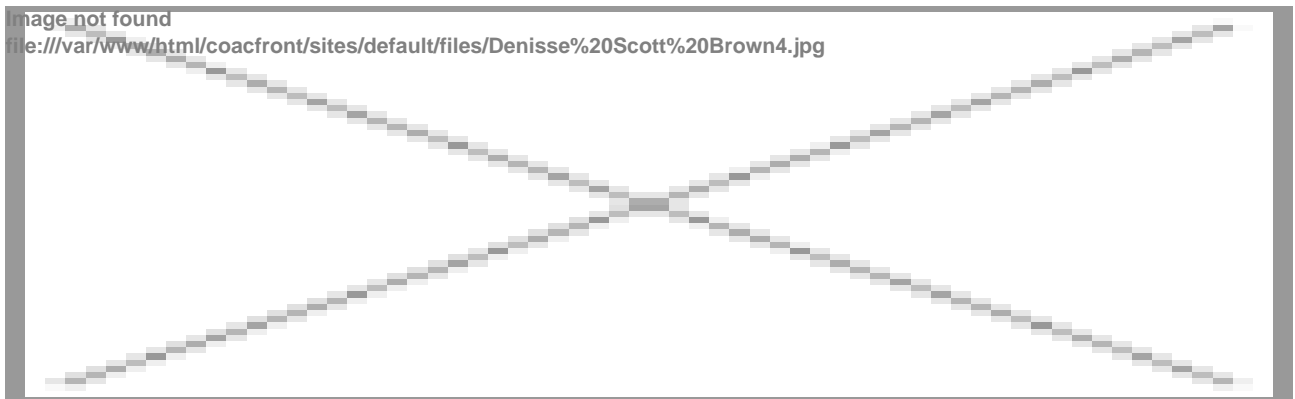 Image not found
file:///var/www/html/coacfront/sites/default/files/Denisse%20Scott%20Brown4.jpg